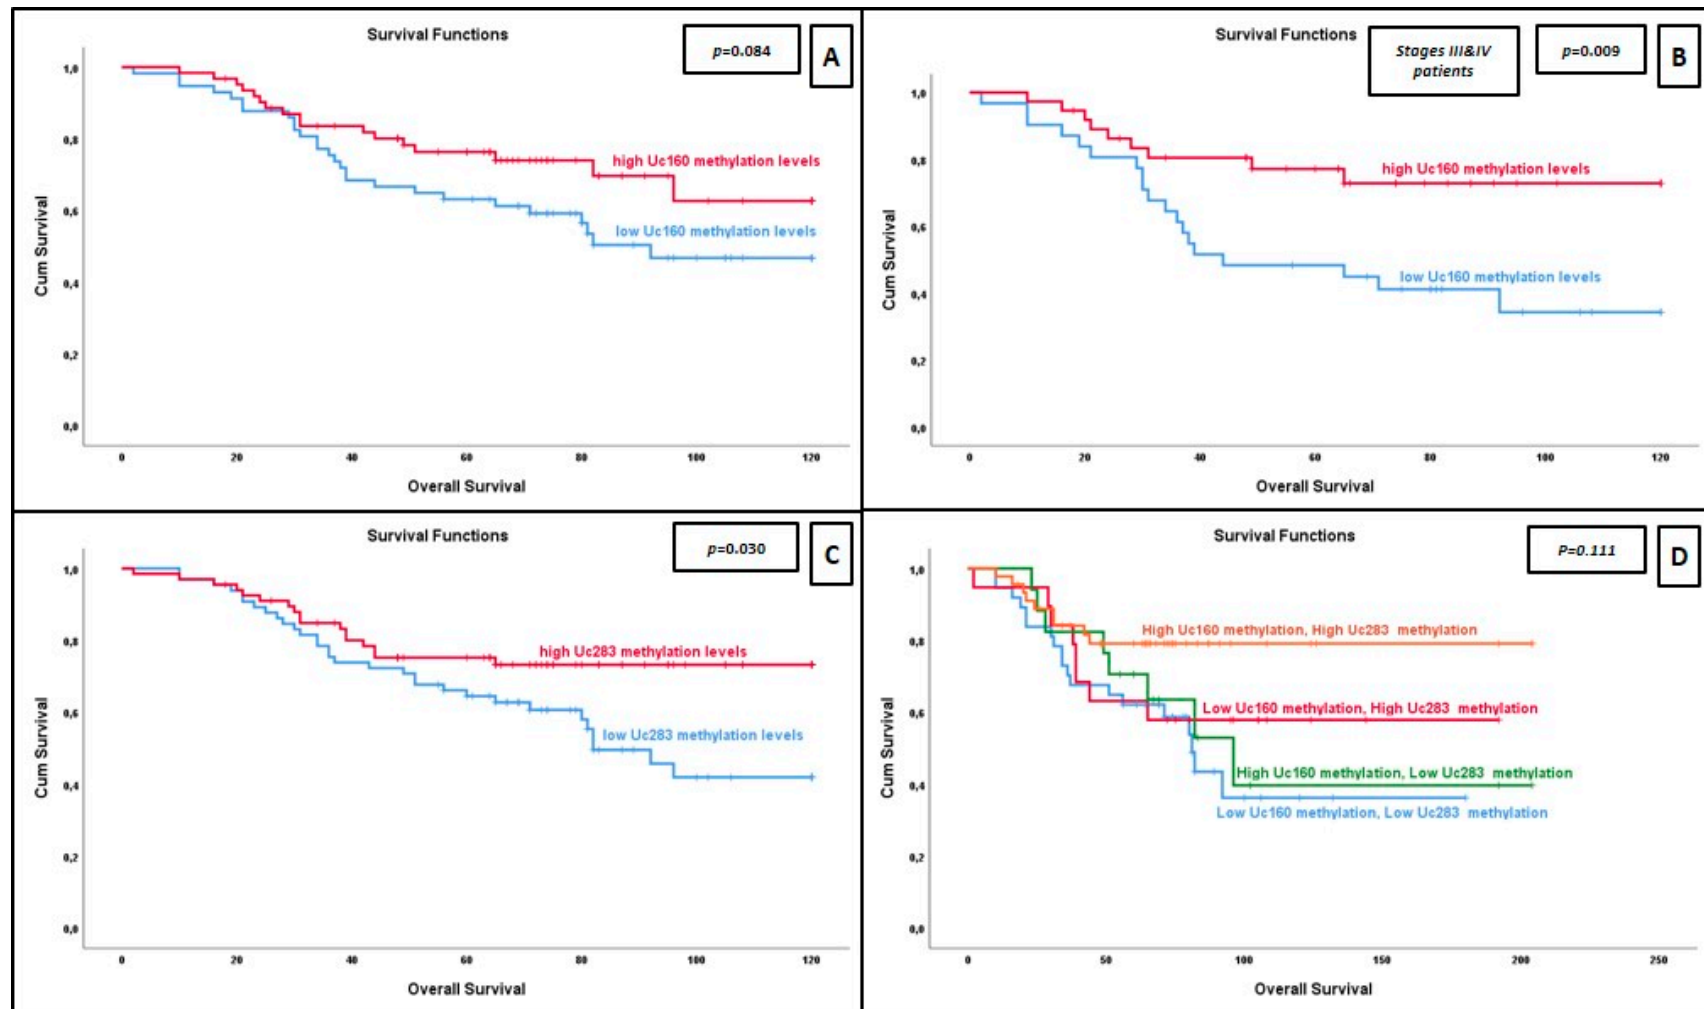 Survival Functions
p=0.084
A
1,0
0,8
0,6
0,4
0,2
0,0
Cum Survival
high Uc160 methylation levels
low Uc160 methylation levels
0 20 40 60 80 100 120
Overall Survival
Survival Functions
Stages III&IV
patients
p=0.009
B
1,0
0,8
0,6
0,4
0,2
0,0
Cum Survival
high Uc160 methylation levels
low Uc160 methylation levels
0 20 40 60 80 100 120
Overall Survival
Survival Functions
p=0.030
C
1,0
0,8
0,6
0,4
0,2
0,0
Cum Survival
high Uc283 methylation levels
low Uc283 methylation levels
0 20 40 60 80 100 120
Overall Survival
Survival Functions
P=0.111
D
1,0
0,8
0,6
0,4
0,2
0,0
Cum Survival
High Uc160 methylation, High Uc283 methylation
Low Uc160 methylation, High Uc283 methylation
High Uc160 methylation, Low Uc283 methylation
Low Uc160 methylation, Low Uc283 methylation
0 50 100 150 200 250
Overall Survival